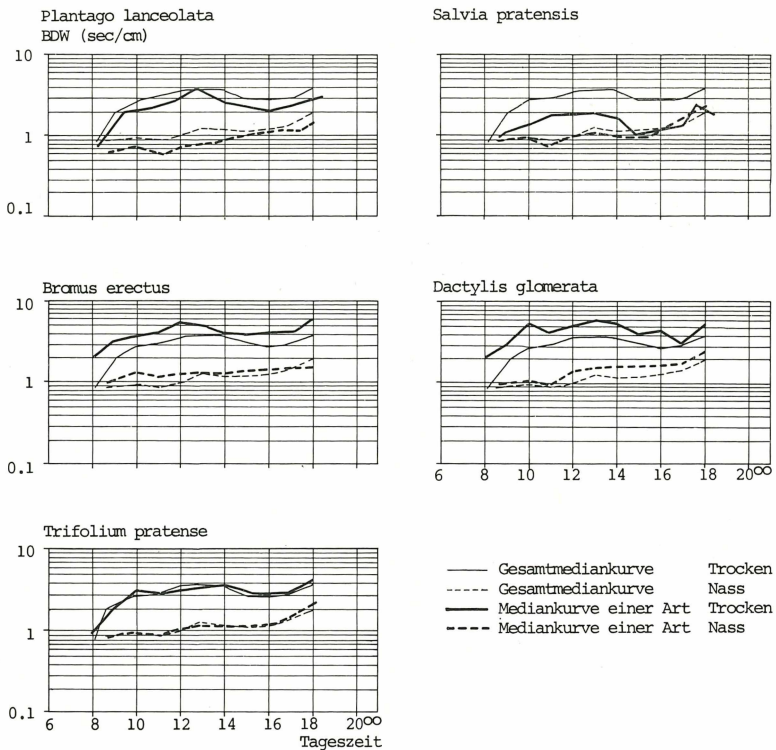 Plantago lanceolata
BDW (sec/cm)
10
1
0.1
Salvia pratensis
Bromus erectus
10
1
0.1
Dactylis glomerata
6 8 10 12 14 16 18 20⁰⁰
Trifolium pratense
10
1
0.1
6 8 10 12 14 16 18 20⁰⁰
Tageszeit
Gesamtmediankurve Trocken
Gesamtmediankurve Nass
Mediankurve einer Art Trocken
Mediankurve einer Art Nass